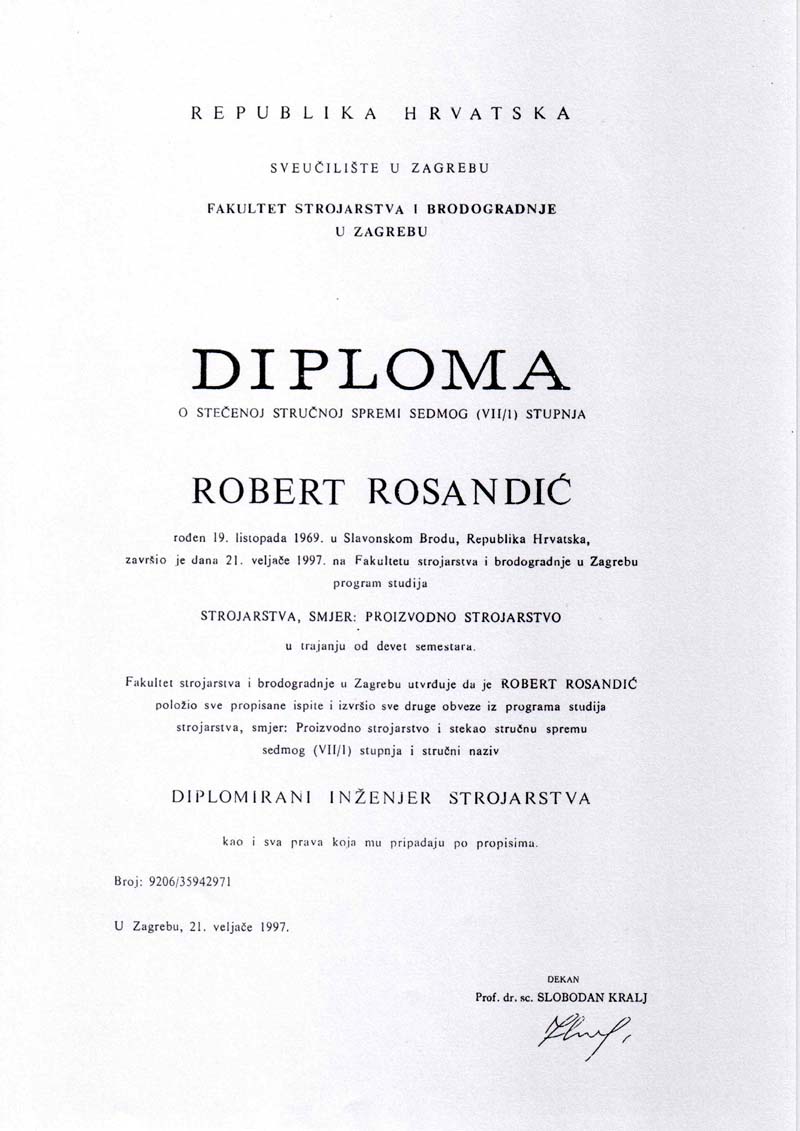 REPUBLIKA HRVATSKA
SVEUČILIŠTE U ZAGREBU
FAKULTET STROJARSTVA I BRODOGRADNJE
U ZAGREBU
DIPLOMA
O STEČENOJ STRUČNOJ SPREMI SEDMOG (VII/1) STUPNJA
ROBERT ROSANDIĆ
rođen 19. listopada 1969. u Slavonskom Brodu, Republika Hrvatska,
završio je dana 21. veljače 1997. na Fakultetu strojarstva i brodogradnje u Zagrebu
program studija
STROJARSTVA, SMJER: PROIZVODNO STROJARSTVO
u trajanju od devet semestara.
Fakultet strojarstva i brodogradnje u Zagrebu utvrđuje da je ROBERT ROSANDIĆ
položio sve propisane ispite i izvršio sve druge obveze iz programa studija
strojarstva, smjer: Proizvodno strojarstvo i stekao stručnu spremu
sedmog (VII/1) stupnja i stručni naziv
DIPLOMIRANI INŽENJER STROJARSTVA
kao i sva prava koja mu pripadaju po propisima.
Broj: 9206/35942971
U Zagrebu, 21. veljače 1997.
DEKAN
Prof. dr. sc. SLOBODAN KRALJ